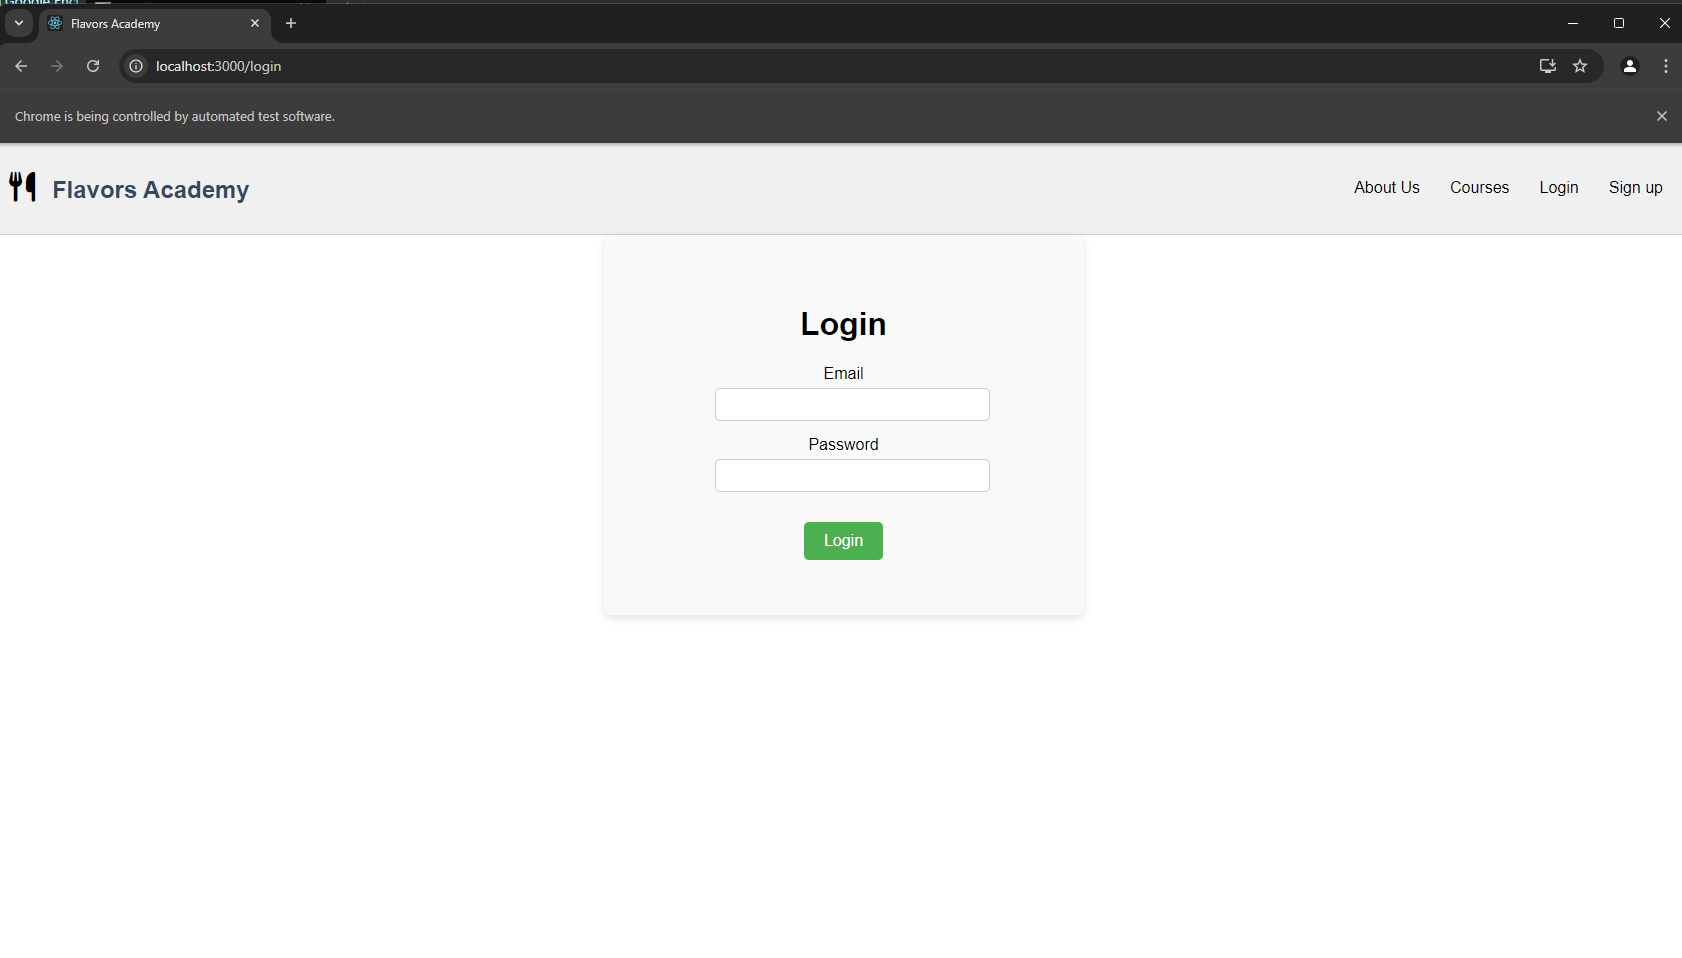 Flavors Academy
localhost:3000/login
Chrome is being controlled by automated test software.
Flavors Academy
About Us Courses Login Sign up
Login
Email
Password
Login